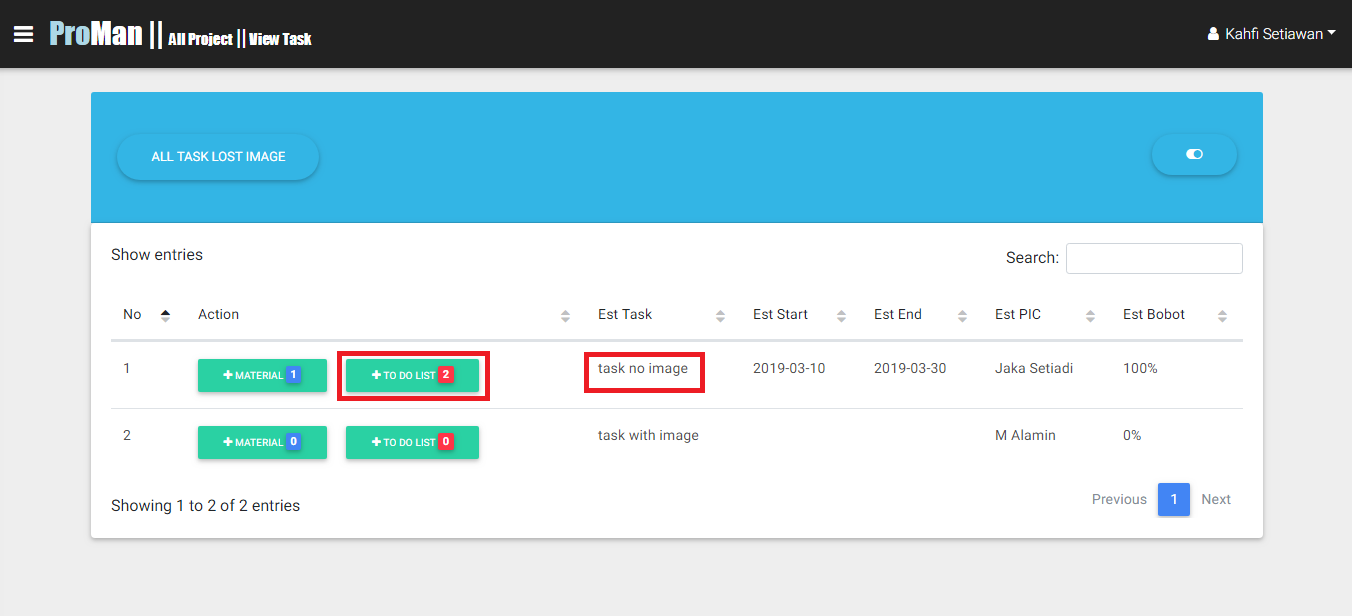 ProMan || All Project || View Task
Kahfi Setiawan
ALL TASK LOST IMAGE
Show entries
Search:
No Action Est Task Est Start Est End Est PIC Est Bobot
1 +MATERIAL 1 +TO DO LIST 2 task no image 2019-03-10 2019-03-30 Jaka Setiadi 100%
2 +MATERIAL 0 +TO DO LIST 0 task with image M Alamin 0%
Showing 1 to 2 of 2 entries
Previous 1 Next